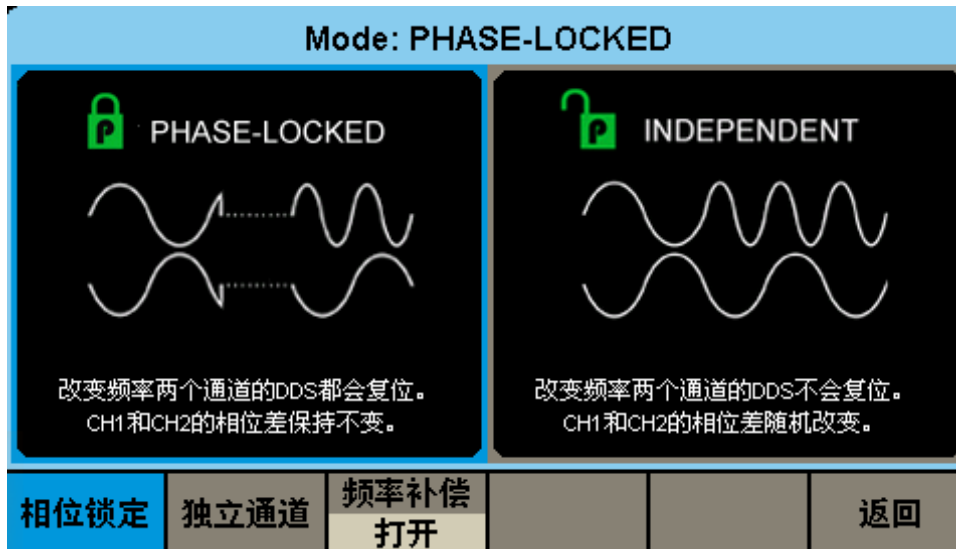 Mode: PHASE-LOCKED
P
PHASE-LOCKED
改变频率两个通道的DDS都会复位。
CH1和CH2的相位差保持不变。
P
INDEPENDENT
改变频率两个通道的DDS不会复位。
CH1和CH2的相位差随机改变。
相位锁定
独立通道
频率补偿
打开
返回